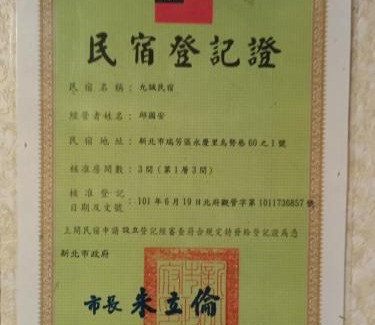 民宿登記證
民宿名稱：九誠民宿
經營者姓名：邱國安
民宿地址：新北市瑞芳區永慶里烏勢巷60之1號
核准房間數：3間(第1層3間)
核准登記
日期及文號：101年6月19日北府觀管字第1011736857號
上開民宿申請設立登記經審查符合規定特發給登記證為憑
新北市政府
市長 朱立倫